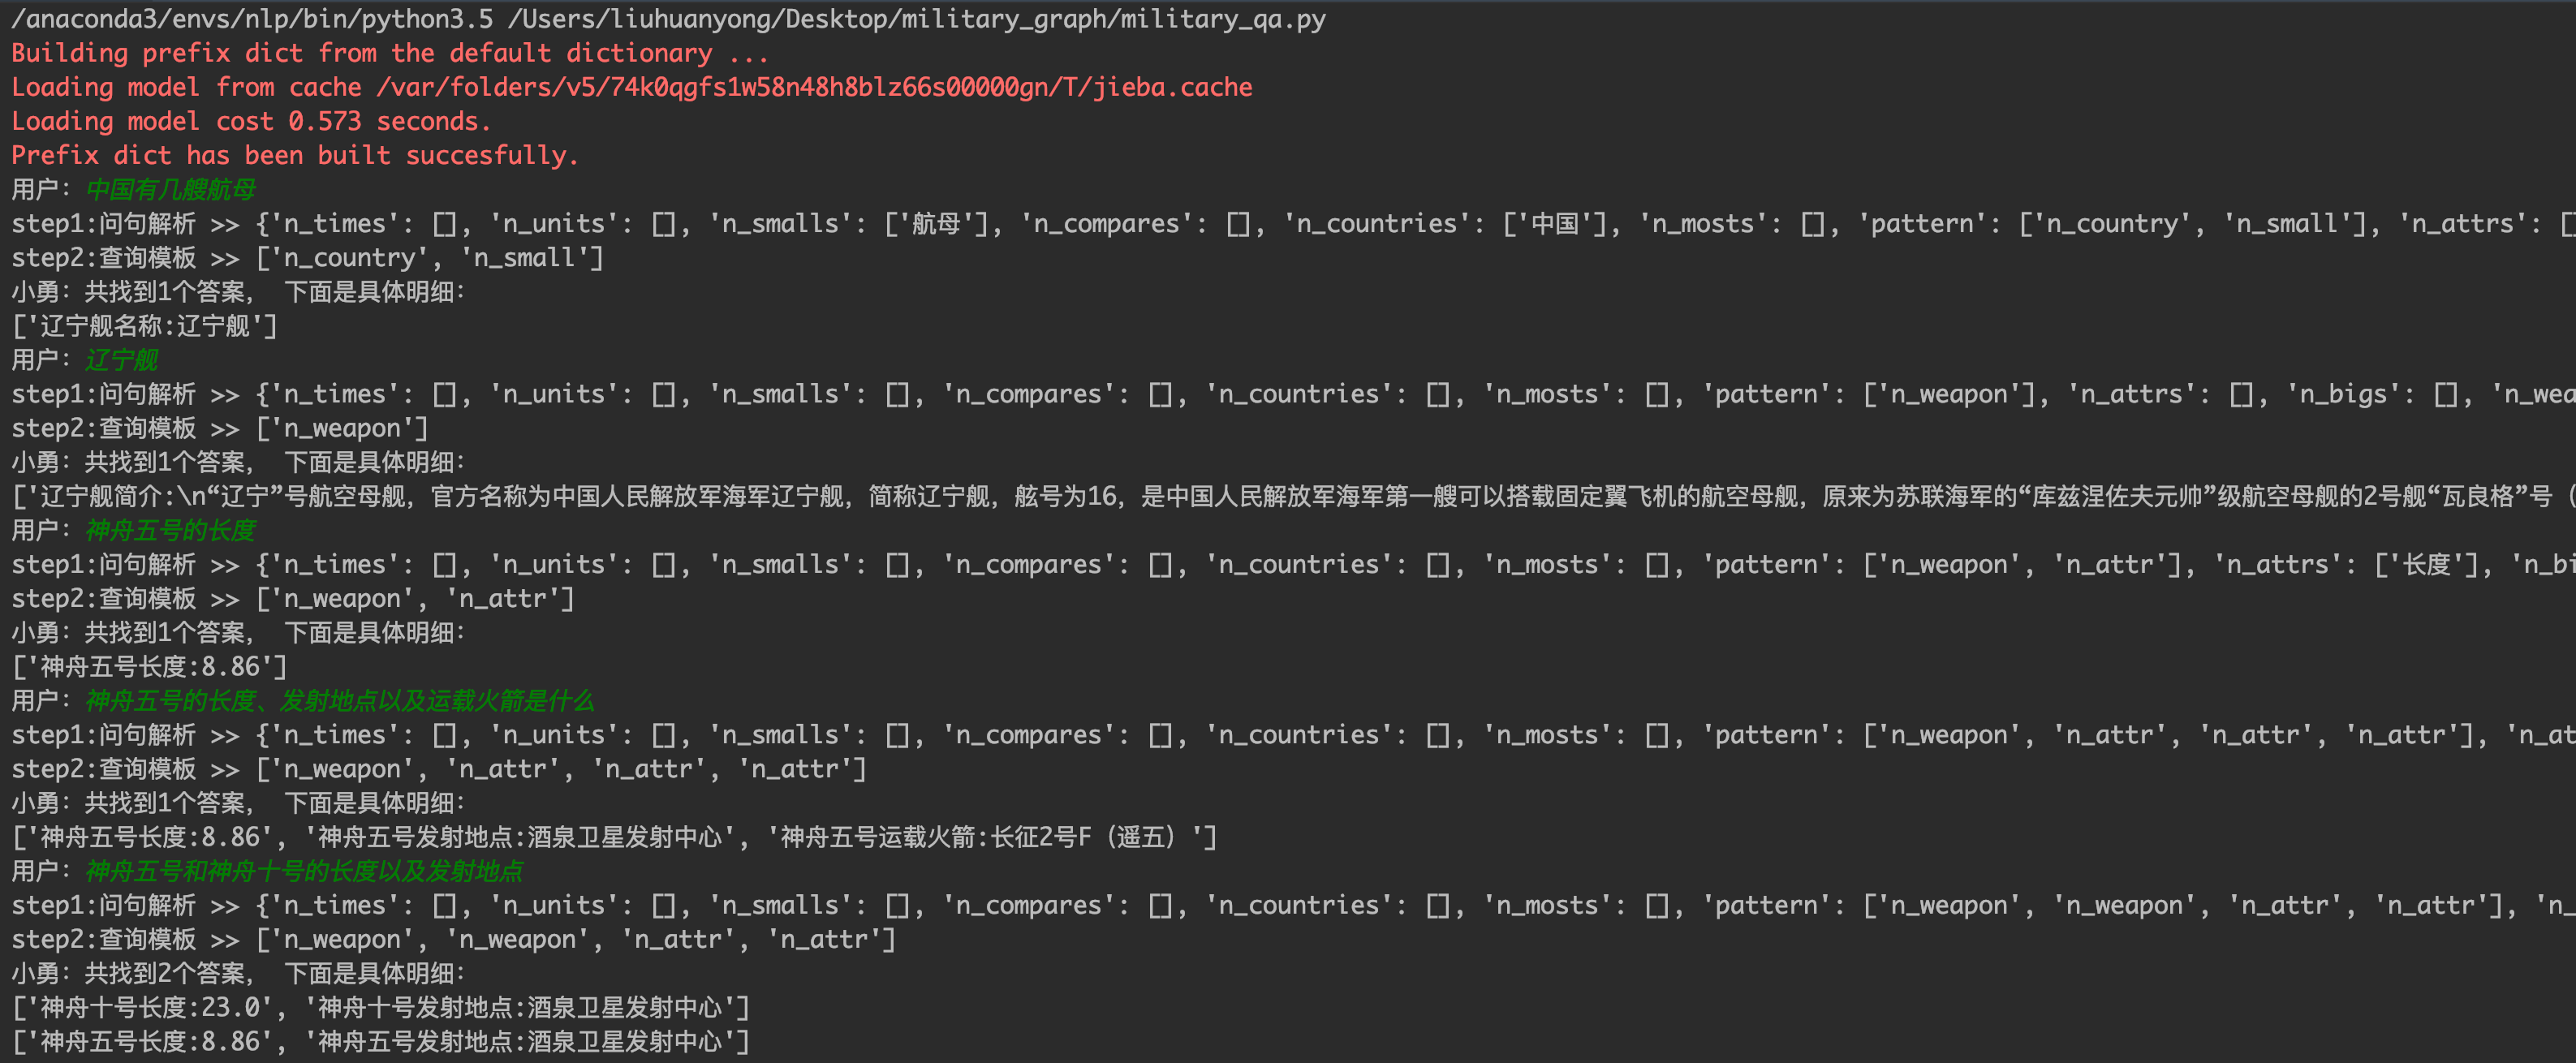 /anaconda3/envs/nlp/bin/python3.5 /Users/liuhuanyong/Desktop/military_graph/military_qa.py
Building prefix dict from the default dictionary ...
Loading model from cache /var/folders/v5/74k0qgfs1w58n48h8blz66s00000gn/T/jieba.cache
Loading model cost 0.573 seconds.
Prefix dict has been built succesfully.
用户: 中国有几艘航母
step1:问句解析 >> {'n_times': [], 'n_units': [], 'n_smalls': ['航母'], 'n_compares': [], 'n_countries': ['中国'], 'n_mosts': [], 'pattern': ['n_country', 'n_small'], 'n_attrs': []
step2:查询模板 >> ['n_country', 'n_small']
小勇: 共找到1个答案， 下面是具体明细:
['辽宁舰名称:辽宁舰']
用户: 辽宁舰
step1:问句解析 >> {'n_times': [], 'n_units': [], 'n_smalls': [], 'n_compares': [], 'n_countries': [], 'n_mosts': [], 'pattern': ['n_weapon'], 'n_attrs': [], 'n_bigs': [], 'n_wea
step2:查询模板 >> ['n_weapon']
小勇: 共找到1个答案， 下面是具体明细:
['辽宁舰简介:\n“辽宁”号航空母舰，官方名称为中国人民解放军海军辽宁舰，简称辽宁舰，舷号为16，是中国人民解放军海军第一艘可以搭载固定翼飞机的航空母舰，原来为苏联海军的“库兹涅佐夫元帅”级航空母舰的2号舰“瓦良格”号（
用户: 神舟五号的长度
step1:问句解析 >> {'n_times': [], 'n_units': [], 'n_smalls': [], 'n_compares': [], 'n_countries': [], 'n_mosts': [], 'pattern': ['n_weapon', 'n_attr'], 'n_attrs': ['长度'], 'n_bi
step2:查询模板 >> ['n_weapon', 'n_attr']
小勇: 共找到1个答案， 下面是具体明细:
['神舟五号长度:8.86']
用户: 神舟五号的长度、发射地点以及运载火箭是什么
step1:问句解析 >> {'n_times': [], 'n_units': [], 'n_smalls': [], 'n_compares': [], 'n_countries': [], 'n_mosts': [], 'pattern': ['n_weapon', 'n_attr', 'n_attr', 'n_attr'], 'n_at
step2:查询模板 >> ['n_weapon', 'n_attr', 'n_attr', 'n_attr']
小勇: 共找到1个答案， 下面是具体明细:
['神舟五号长度:8.86', '神舟五号发射地点:酒泉卫星发射中心', '神舟五号运载火箭:长征2号F（遥五）']
用户: 神舟五号和神舟十号的长度以及发射地点
step1:问句解析 >> {'n_times': [], 'n_units': [], 'n_smalls': [], 'n_compares': [], 'n_countries': [], 'n_mosts': [], 'pattern': ['n_weapon', 'n_weapon', 'n_attr', 'n_attr'], 'n_
step2:查询模板 >> ['n_weapon', 'n_weapon', 'n_attr', 'n_attr']
小勇: 共找到2个答案， 下面是具体明细:
['神舟十号长度:23.0', '神舟十号发射地点:酒泉卫星发射中心']
['神舟五号长度:8.86', '神舟五号发射地点:酒泉卫星发射中心']